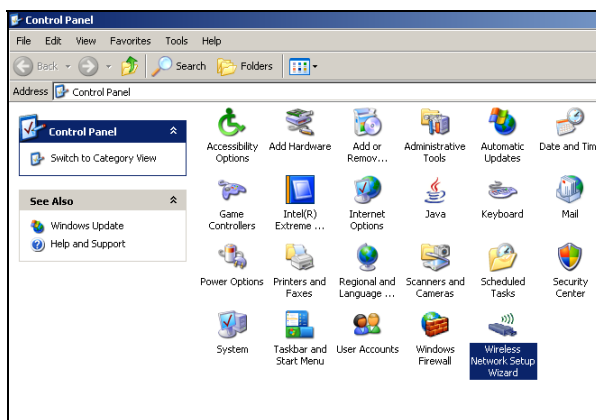 Control Panel
File Edit View Favorites Tools Help
Back Search Folders
Address Control Panel
Control Panel
Switch to Category View
See Also
Windows Update
Help and Support
Accessibility Options
Add Hardware
Add or Remov...
Administrative Tools
Automatic Updates
Date and Tim
Game Controllers
Intel(R) Extreme ...
Internet Options
Java
Keyboard
Mail
Power Options
Printers and Faxes
Regional and Language ...
Scanners and Cameras
Scheduled Tasks
Security Center
System
Taskbar and Start Menu
User Accounts
Windows Firewall
Wireless Network Setup Wizard